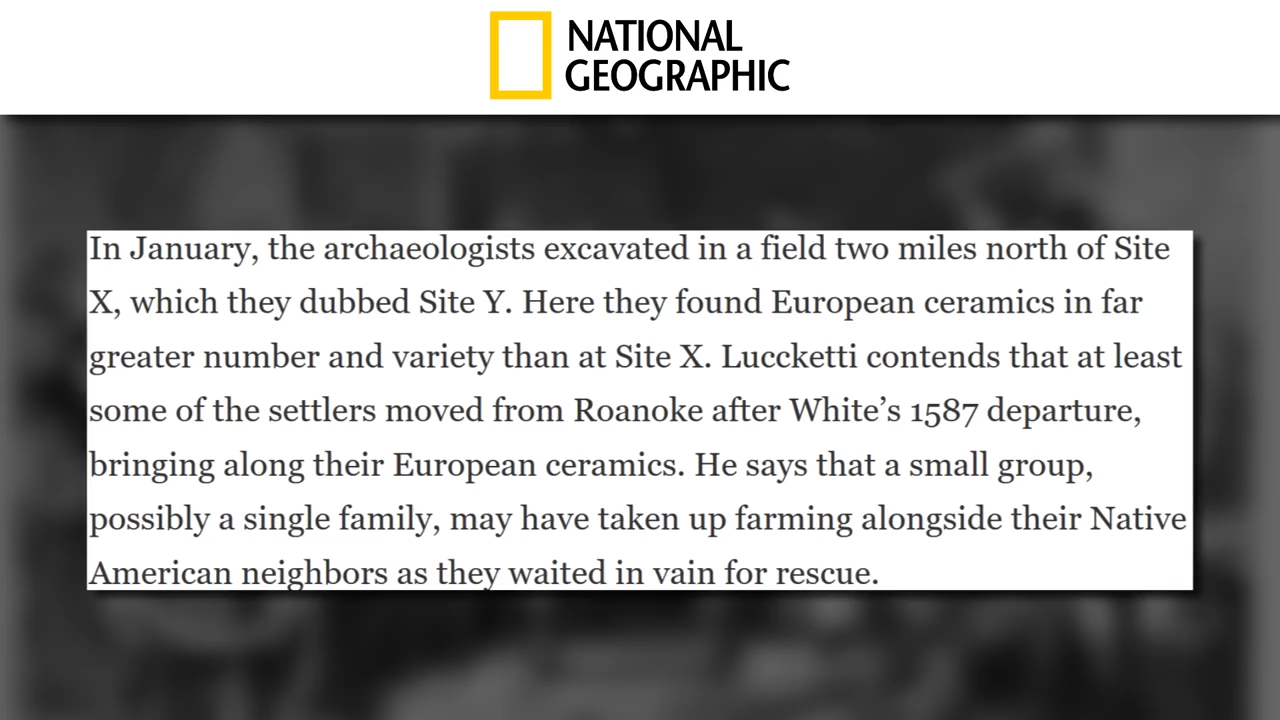 NATIONAL
GEOGRAPHIC
In January, the archaeologists excavated in a field two miles north of Site
X, which they dubbed Site Y. Here they found European ceramics in far
greater number and variety than at Site X. Luccketti contends that at least
some of the settlers moved from Roanoke after White’s 1587 departure,
bringing along their European ceramics. He says that a small group,
possibly a single family, may have taken up farming alongside their Native
American neighbors as they waited in vain for rescue.